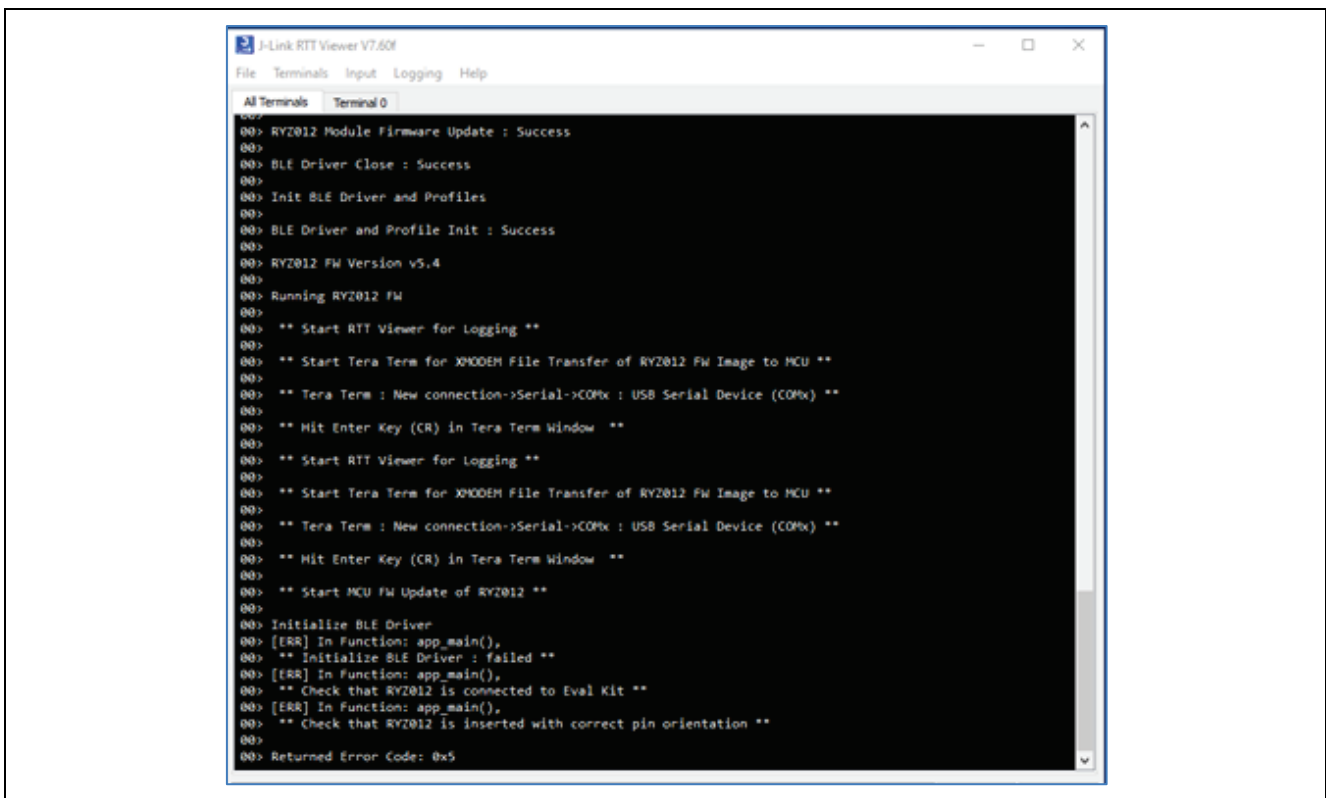 J-Link RTT Viewer V7.60f
File Terminals Input Logging Help
All Terminals Terminal 0
00>
00> RYZ012 Module Firmware Update : Success
00>
00> BLE Driver Close : Success
00>
00> Init BLE Driver and Profiles
00>
00> BLE Driver and Profile Init : Success
00>
00> RYZ012 FW Version v5.4
00>
00> Running RYZ012 FW
00>
00> ** Start RTT Viewer for Logging **
00>
00> ** Start Tera Term for XMODEM File Transfer of RYZ012 FW Image to MCU **
00>
00> ** Tera Term : New connection->Serial->COMx : USB Serial Device (COMx) **
00>
00> ** Hit Enter Key (CR) in Tera Term Window **
00>
00> ** Start RTT Viewer for Logging **
00>
00> ** Start Tera Term for XMODEM File Transfer of RYZ012 FW Image to MCU **
00>
00> ** Tera Term : New connection->Serial->COMx : USB Serial Device (COMx) **
00>
00> ** Hit Enter Key (CR) in Tera Term Window **
00>
00> ** Start MCU FW Update of RYZ012 **
00>
00> Initialize BLE Driver
00> [ERR] In Function: app_main(),
00> ** Initialize BLE Driver : failed **
00> [ERR] In Function: app_main(),
00> ** Check that RYZ012 is connected to Eval Kit **
00> [ERR] In Function: app_main(),
00> ** Check that RYZ012 is inserted with correct pin orientation **
00>
00> Returned Error Code: 0x5